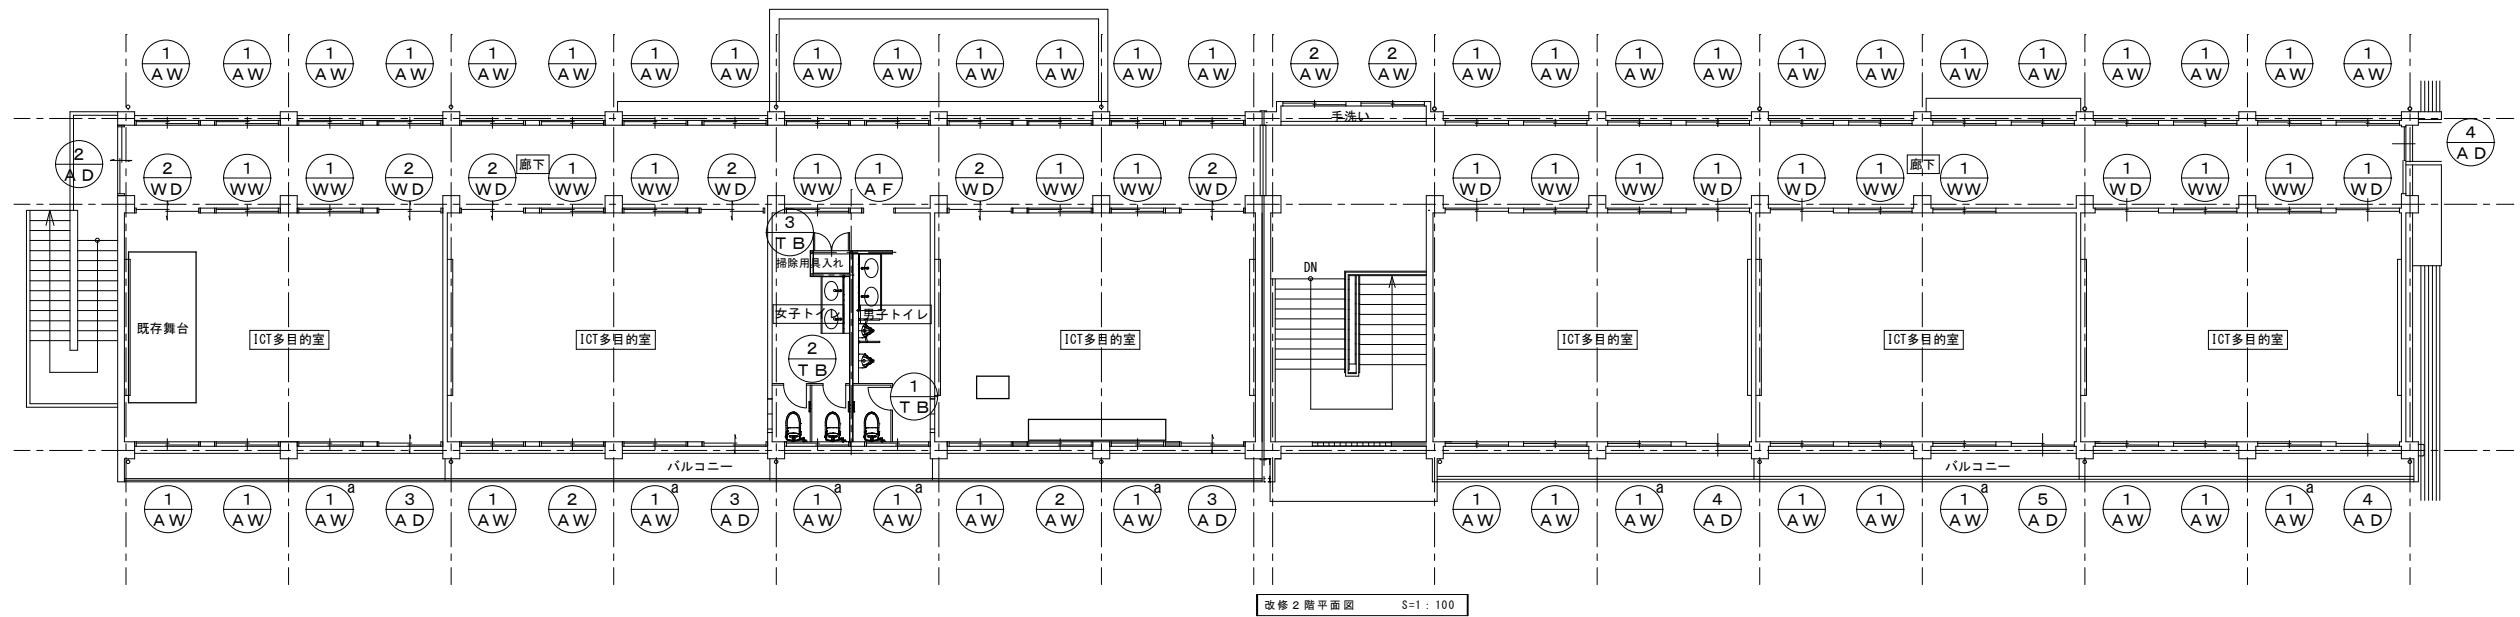 1 1 1 1 1 1 1 1 1 1 1 1 1 1 2 2 1 1 1 1 1 1 1 1 1 1 1 1
AW AW AW AW AW AW AW AW AW AW AW AW AW AW AW AW AW AW AW AW AW AW AW AW AW AW AW AW
手洗い
2 4
AD AD
廊下 廊下
2 1 1 2 2 1 1 2 1 1 2 1 1 2 1 1 1 1 1 1 1 1 1 1 1
WD WW WW WD WD WW WW WD WW AF WD WW WW WD WD WW WW WD WD WW WW WD WW WW WD
3
TB
掃除用具入れ
DN
女子トイレ 男子トイレ
既存舞台
ICT多目的室 ICT多目的室 ICT多目的室 ICT多目的室 ICT多目的室 ICT多目的室
2
TB
1
TB
バルコニー バルコニー
a a a a a a a a
1 1 1 3 1 2 1 3 1 1 1 2 1 3 1 1 1 4 1 1 1 5 1 1 1 4
AW AW AW AD AW AW AW AD AW AW AW AW AW AD AW AW AW AD AW AW AW AD AW AW AW AD
改修2階平面図 S=1:100